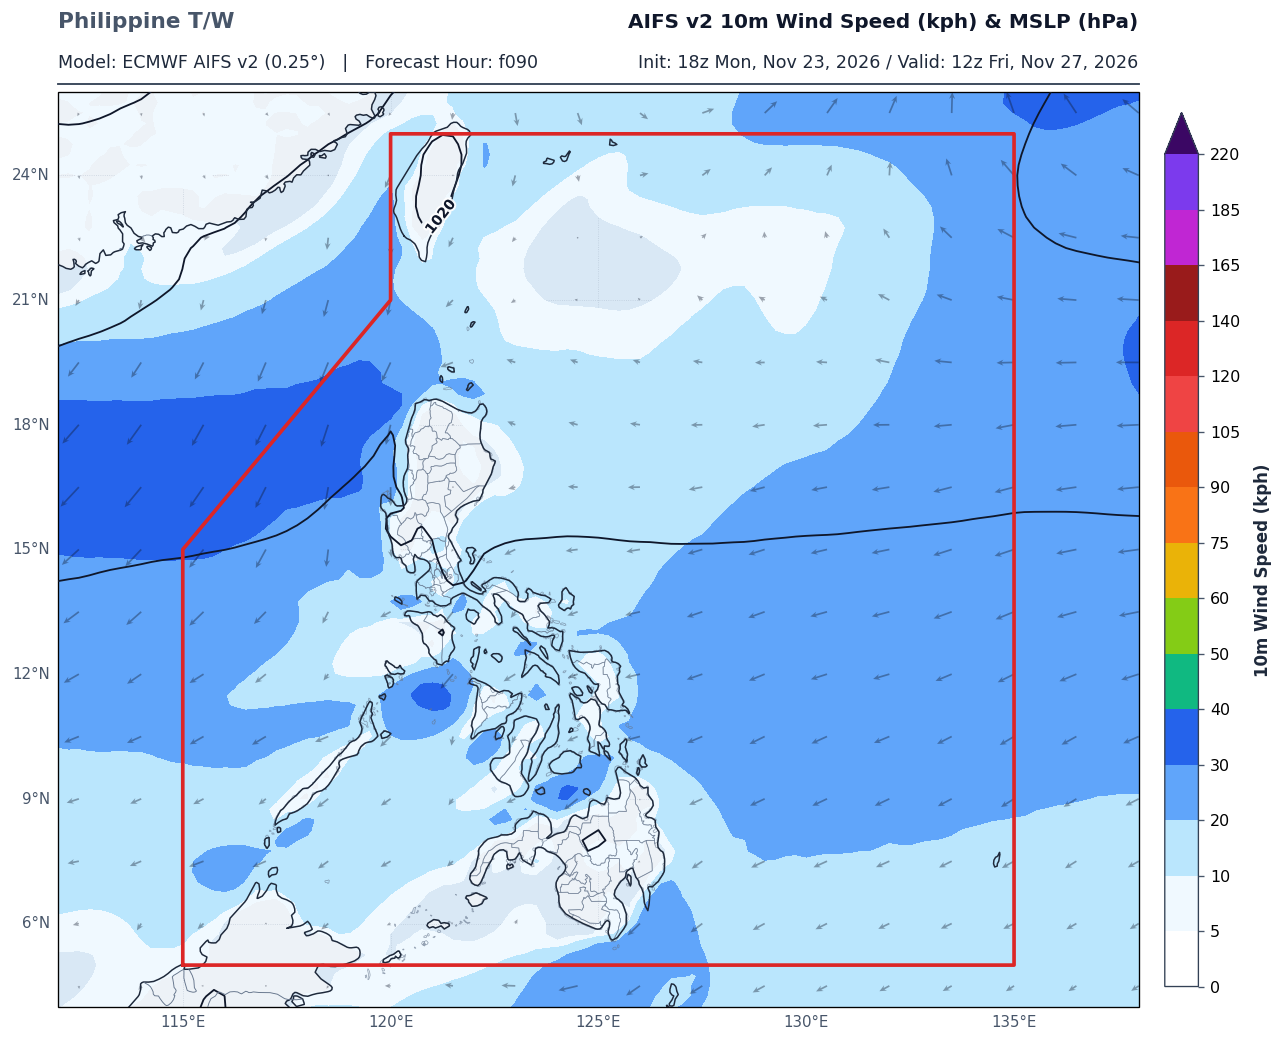 Philippine T/W
AIFS v2 10m Wind Speed (kph) & MSLP (hPa)
Model: ECMWF AIFS v2 (0.25°) | Forecast Hour: f090
Init: 18z Mon, Nov 23, 2026 / Valid: 12z Fri, Nov 27, 2026
24°N
21°N
18°N
15°N
12°N
9°N
6°N
1020
115°E
120°E
125°E
130°E
135°E
220
185
165
140
120
105
90
75
60
50
40
30
20
10
5
0
10m Wind Speed (kph)